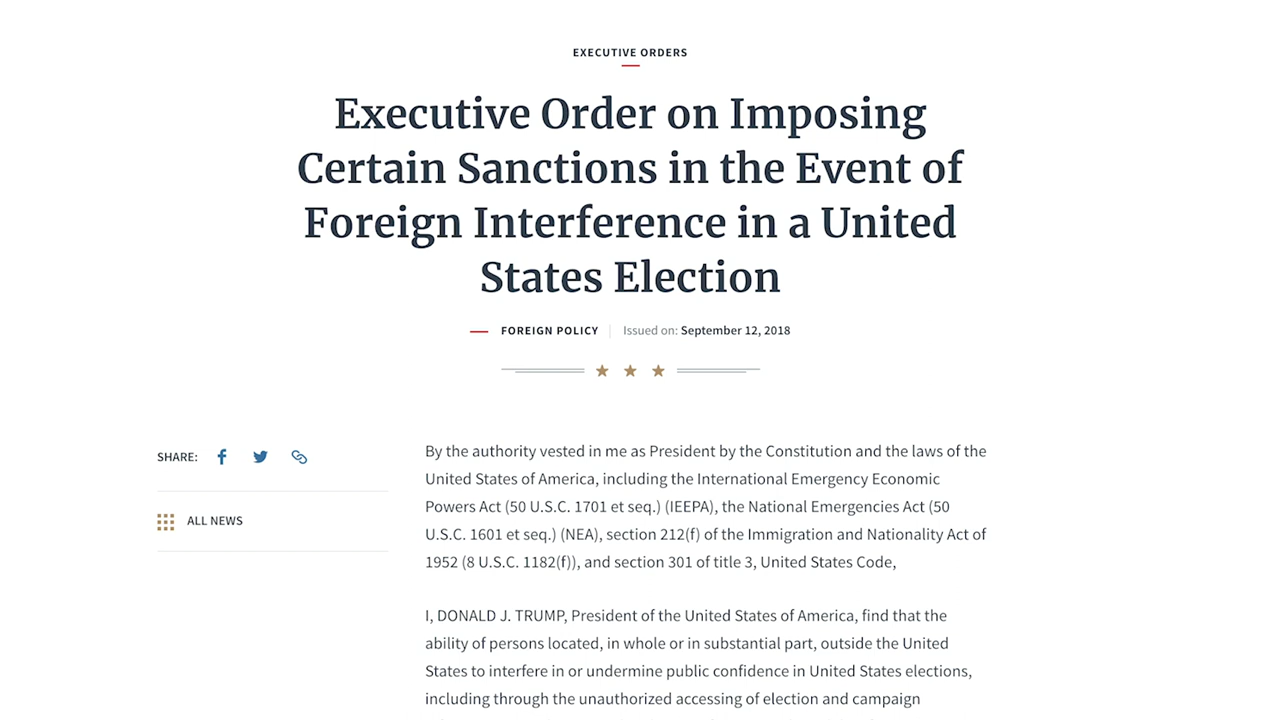 EXECUTIVE ORDERS
Executive Order on Imposing
Certain Sanctions in the Event of
Foreign Interference in a United
States Election
FOREIGN POLICY Issued on: September 12, 2018
SHARE:
ALL NEWS
By the authority vested in me as President by the Constitution and the laws of the
United States of America, including the International Emergency Economic
Powers Act (50 U.S.C. 1701 et seq.) (IEEPA), the National Emergencies Act (50
U.S.C. 1601 et seq.) (NEA), section 212(f) of the Immigration and Nationality Act of
1952 (8 U.S.C. 1182(f)), and section 301 of title 3, United States Code,
I, DONALD J. TRUMP, President of the United States of America, find that the
ability of persons located, in whole or in substantial part, outside the United
States to interfere in or undermine public confidence in United States elections,
including through the unauthorized accessing of election and campaign